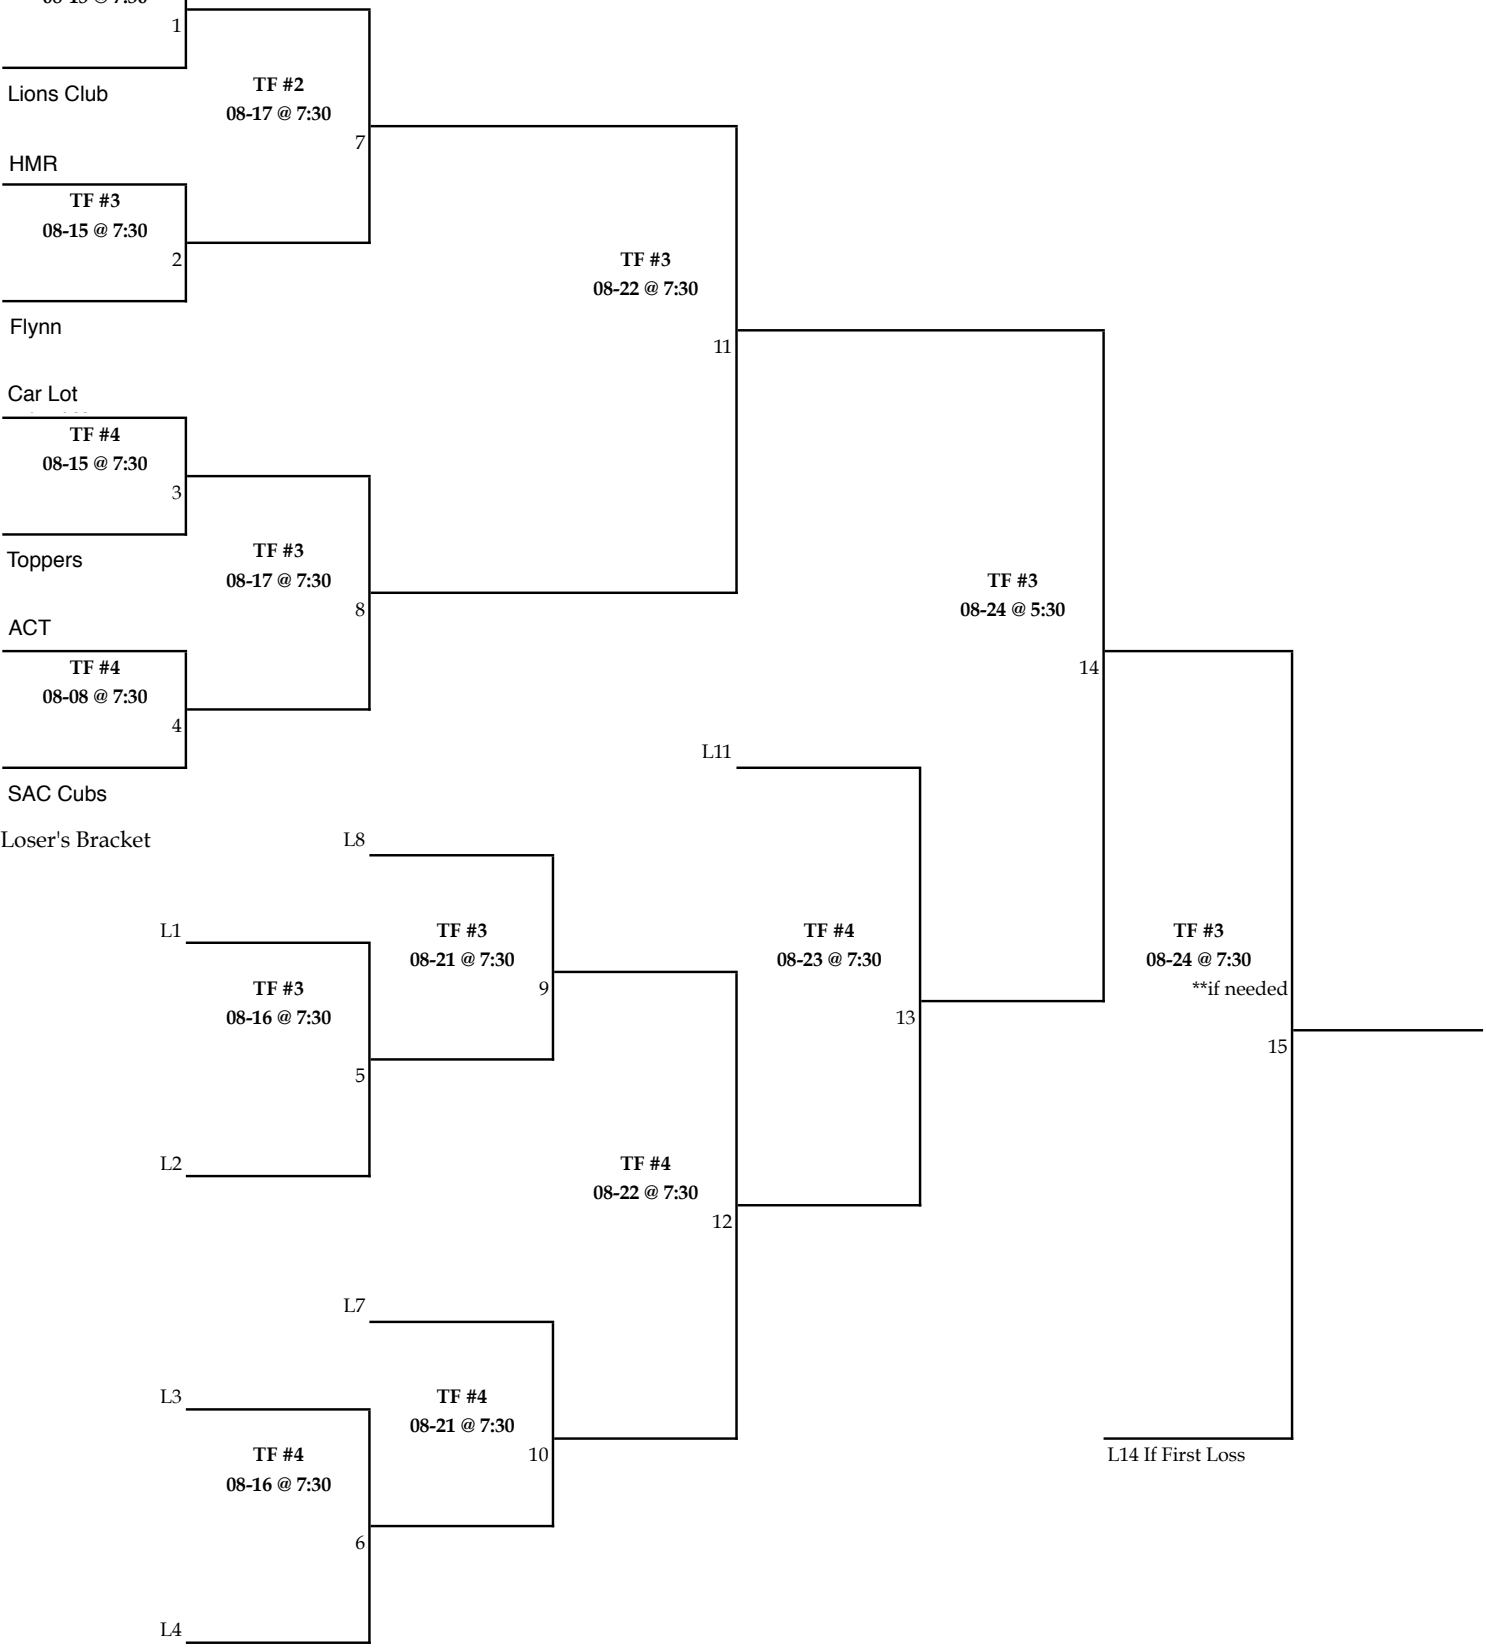 1
Lions Club
TF #2
08-17 @ 7:30
7
HMR
TF #3
08-15 @ 7:30
2
Flynn
TF #3
08-22 @ 7:30
11
Car Lot
TF #4
08-15 @ 7:30
3
Toppers
TF #3
08-17 @ 7:30
8
ACT
TF #4
08-08 @ 7:30
4
SAC Cubs
TF #3
08-24 @ 5:30
14
L11
Loser's Bracket
L8
L1
TF #3
08-21 @ 7:30
9
TF #4
08-23 @ 7:30
13
TF #3
08-24 @ 7:30
**if needed
15
TF #3
08-16 @ 7:30
5
L2
TF #4
08-22 @ 7:30
12
L7
L3
TF #4
08-21 @ 7:30
10
L14 If First Loss
TF #4
08-16 @ 7:30
6
L4